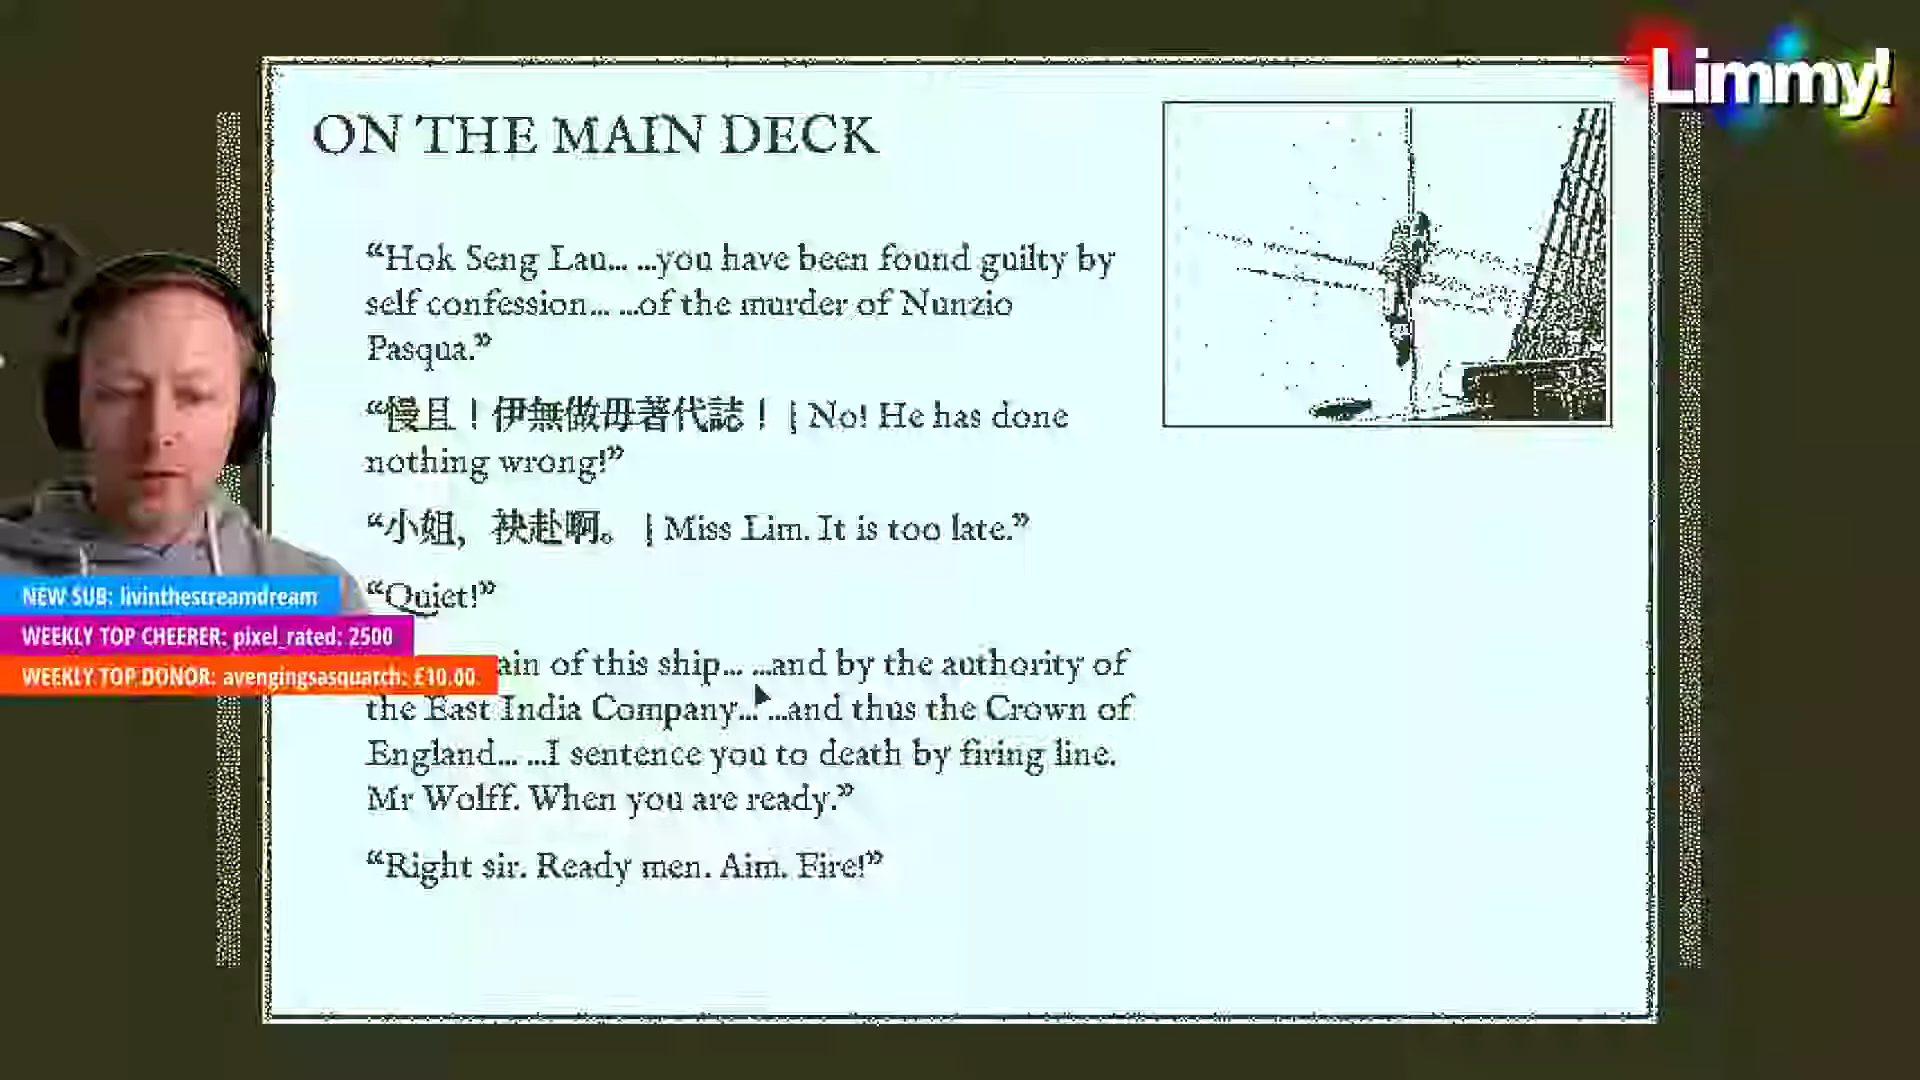 Limmy!
ON THE MAIN DECK
“Hok Seng Lau... ...you have been found guilty by
self confession... ...of the murder of Nunzio
Pasqua.”
“慢且！伊無做毋著代誌！ | No! He has done
nothing wrong!”
“小姐，袂赴啊。 | Miss Lim. It is too late.”
“Quiet!”
ain of this ship... ...and by the authority of
the East India Company... ...and thus the Crown of
England... ...I sentence you to death by firing line.
Mr Wolff. When you are ready.”
“Right sir. Ready men. Aim. Fire!”
NEW SUB: livinthestreamdream
WEEKLY TOP CHEERER: pixel_rated: 2500
WEEKLY TOP DONOR: avengingsasquatch: £10.00